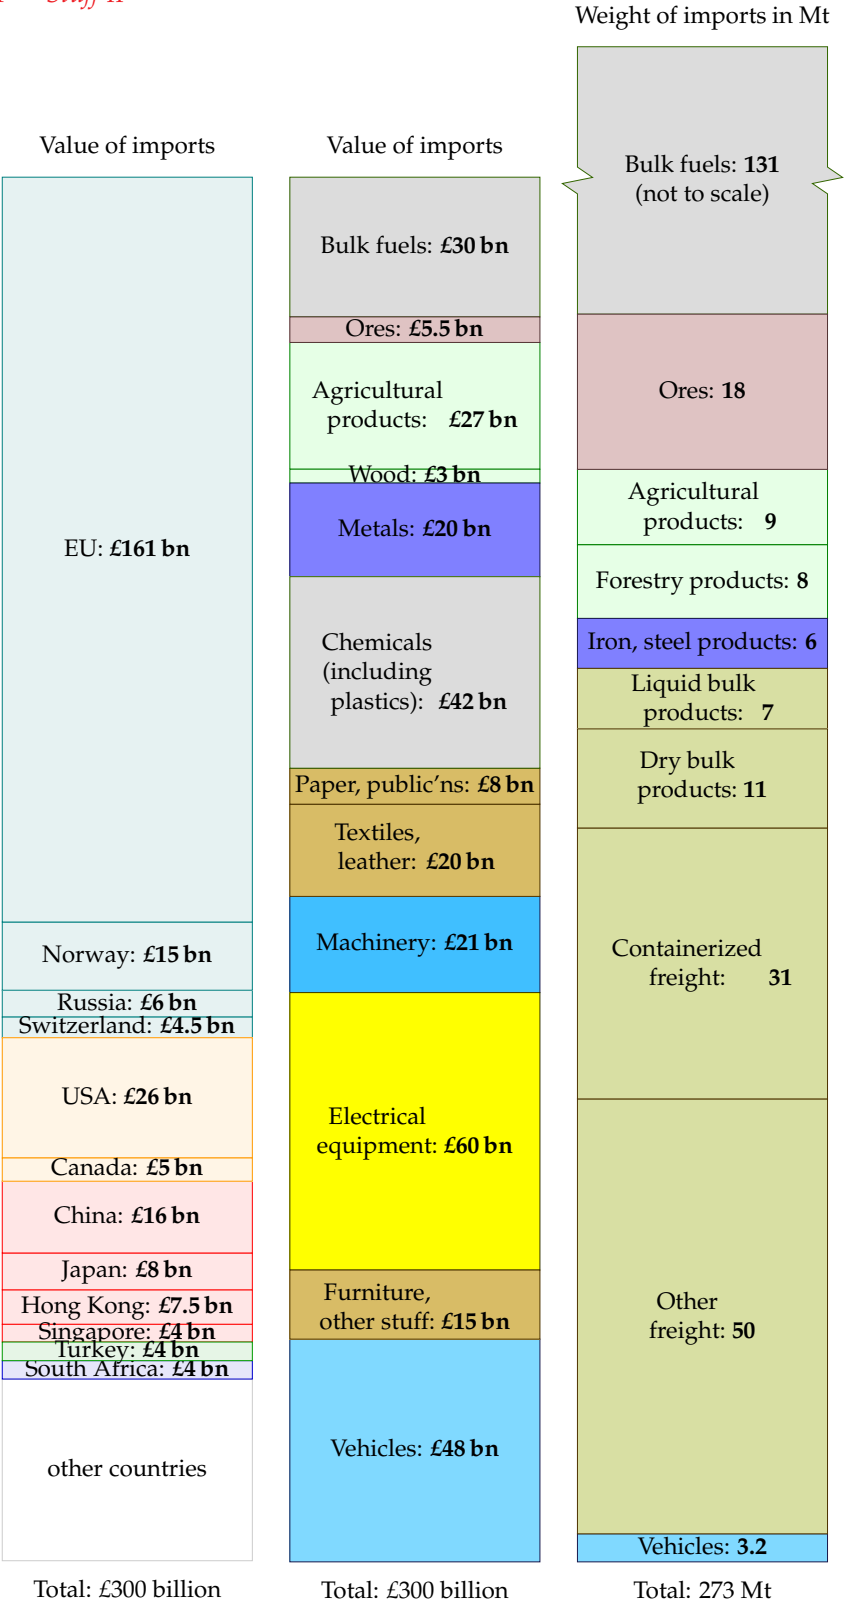 Stuff II
Value of imports
EU: £161 bn
Norway: £15 bn
Russia: £6 bn
Switzerland: £4.5 bn
USA: £26 bn
Canada: £5 bn
China: £16 bn
Japan: £8 bn
Hong Kong: £7.5 bn
Singapore: £4 bn
Turkey: £4 bn
South Africa: £4 bn
other countries
Total: £300 billion
Value of imports
Bulk fuels: £30 bn
Ores: £5.5 bn
Agricultural
products: £27 bn
Wood: £3 bn
Metals: £20 bn
Chemicals
(including
plastics): £42 bn
Paper, public’ns: £8 bn
Textiles,
leather: £20 bn
Machinery: £21 bn
Electrical
equipment: £60 bn
Furniture,
other stuff: £15 bn
Vehicles: £48 bn
Total: £300 billion
Weight of imports in Mt
Bulk fuels: 131
(not to scale)
Ores: 18
Agricultural
products: 9
Forestry products: 8
Iron, steel products: 6
Liquid bulk
products: 7
Dry bulk
products: 11
Containerized
freight: 31
Other
freight: 50
Vehicles: 3.2
Total: 273 Mt